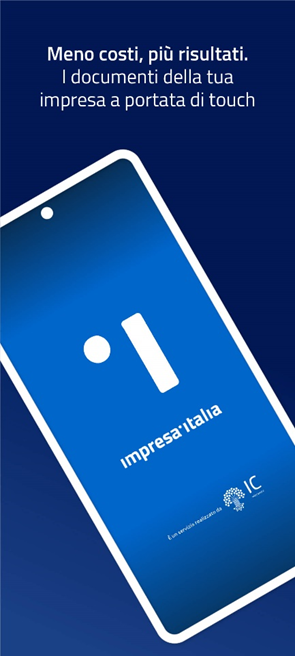 Meno costi, più risultati.
I documenti della tua
impresa a portata di touch
impresa italia
È un servizio realizzato da
IC